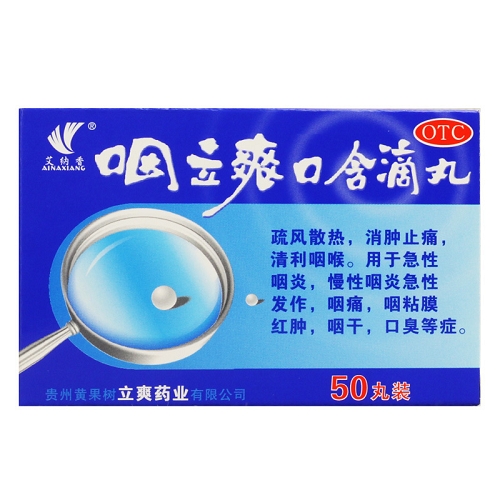 艾纳香®
AINAXIANG
OTC
咽立爽口含滴丸
疏风散热，消肿止痛，
清利咽喉。用于急性
咽炎，慢性咽炎急性
发作，咽痛，咽粘膜
红肿，咽干，口臭等症。
贵州黄果树立爽药业有限公司
50丸装